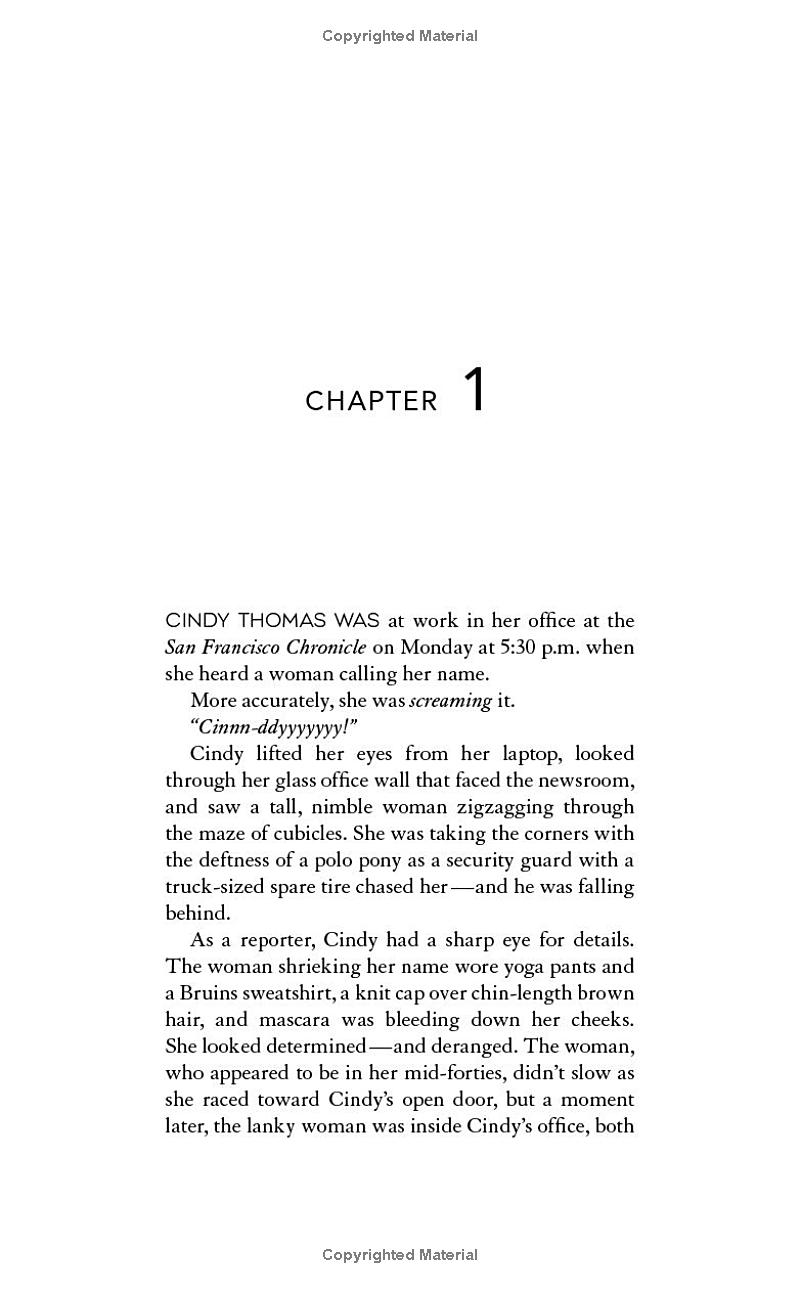 Copyrighted Material
CHAPTER 1
CINDY THOMAS WAS at work in her office at the
San Francisco Chronicle on Monday at 5:30 p.m. when
she heard a woman calling her name.
More accurately, she was screaming it.
“Cinnn-ddyyyyyyy!”
Cindy lifted her eyes from her laptop, looked
through her glass office wall that faced the newsroom,
and saw a tall, nimble woman zigzagging through
the maze of cubicles. She was taking the corners with
the deftness of a polo pony as a security guard with a
truck-sized spare tire chased her—and he was falling
behind.
As a reporter, Cindy had a sharp eye for details.
The woman shrieking her name wore yoga pants and
a Bruins sweatshirt, a knit cap over chin-length brown
hair, and mascara was bleeding down her cheeks.
She looked determined—and deranged. The woman,
who appeared to be in her mid-forties, didn’t slow as
she raced toward Cindy’s open door, but a moment
later, the lanky woman was inside Cindy’s office, both
Copyrighted Material